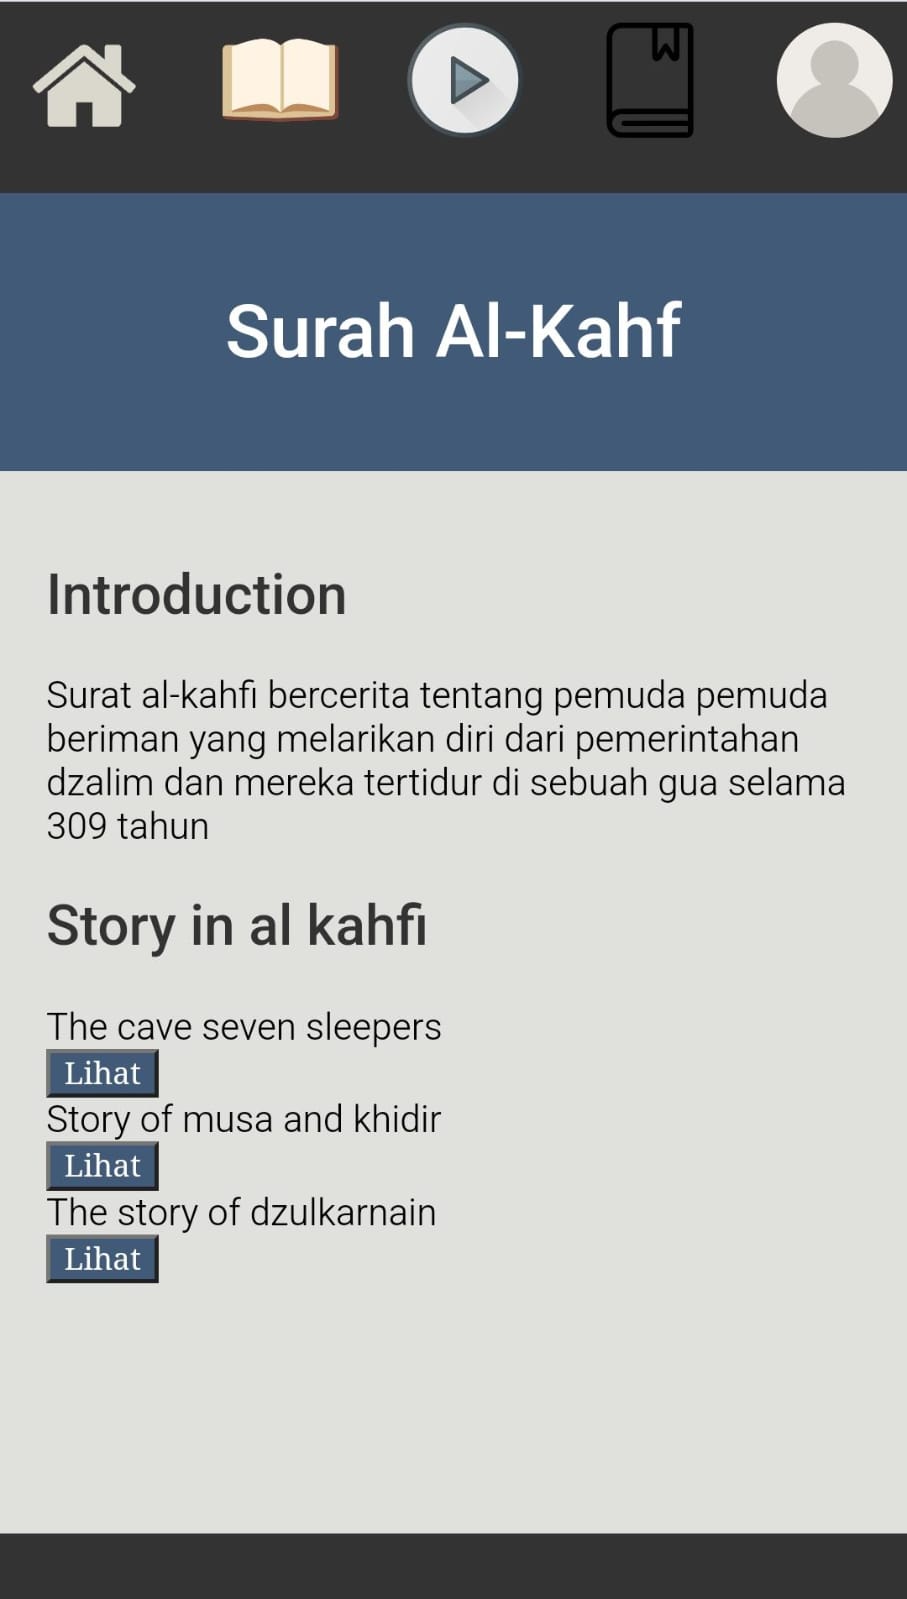 Surah Al-Kahf
Introduction
Surat al-kahfi bercerita tentang pemuda pemuda
beriman yang melarikan diri dari pemerintahan
dzalim dan mereka tertidur di sebuah gua selama
309 tahun
Story in al kahfi
The cave seven sleepers
Lihat
Story of musa and khidir
Lihat
The story of dzulkarnain
Lihat